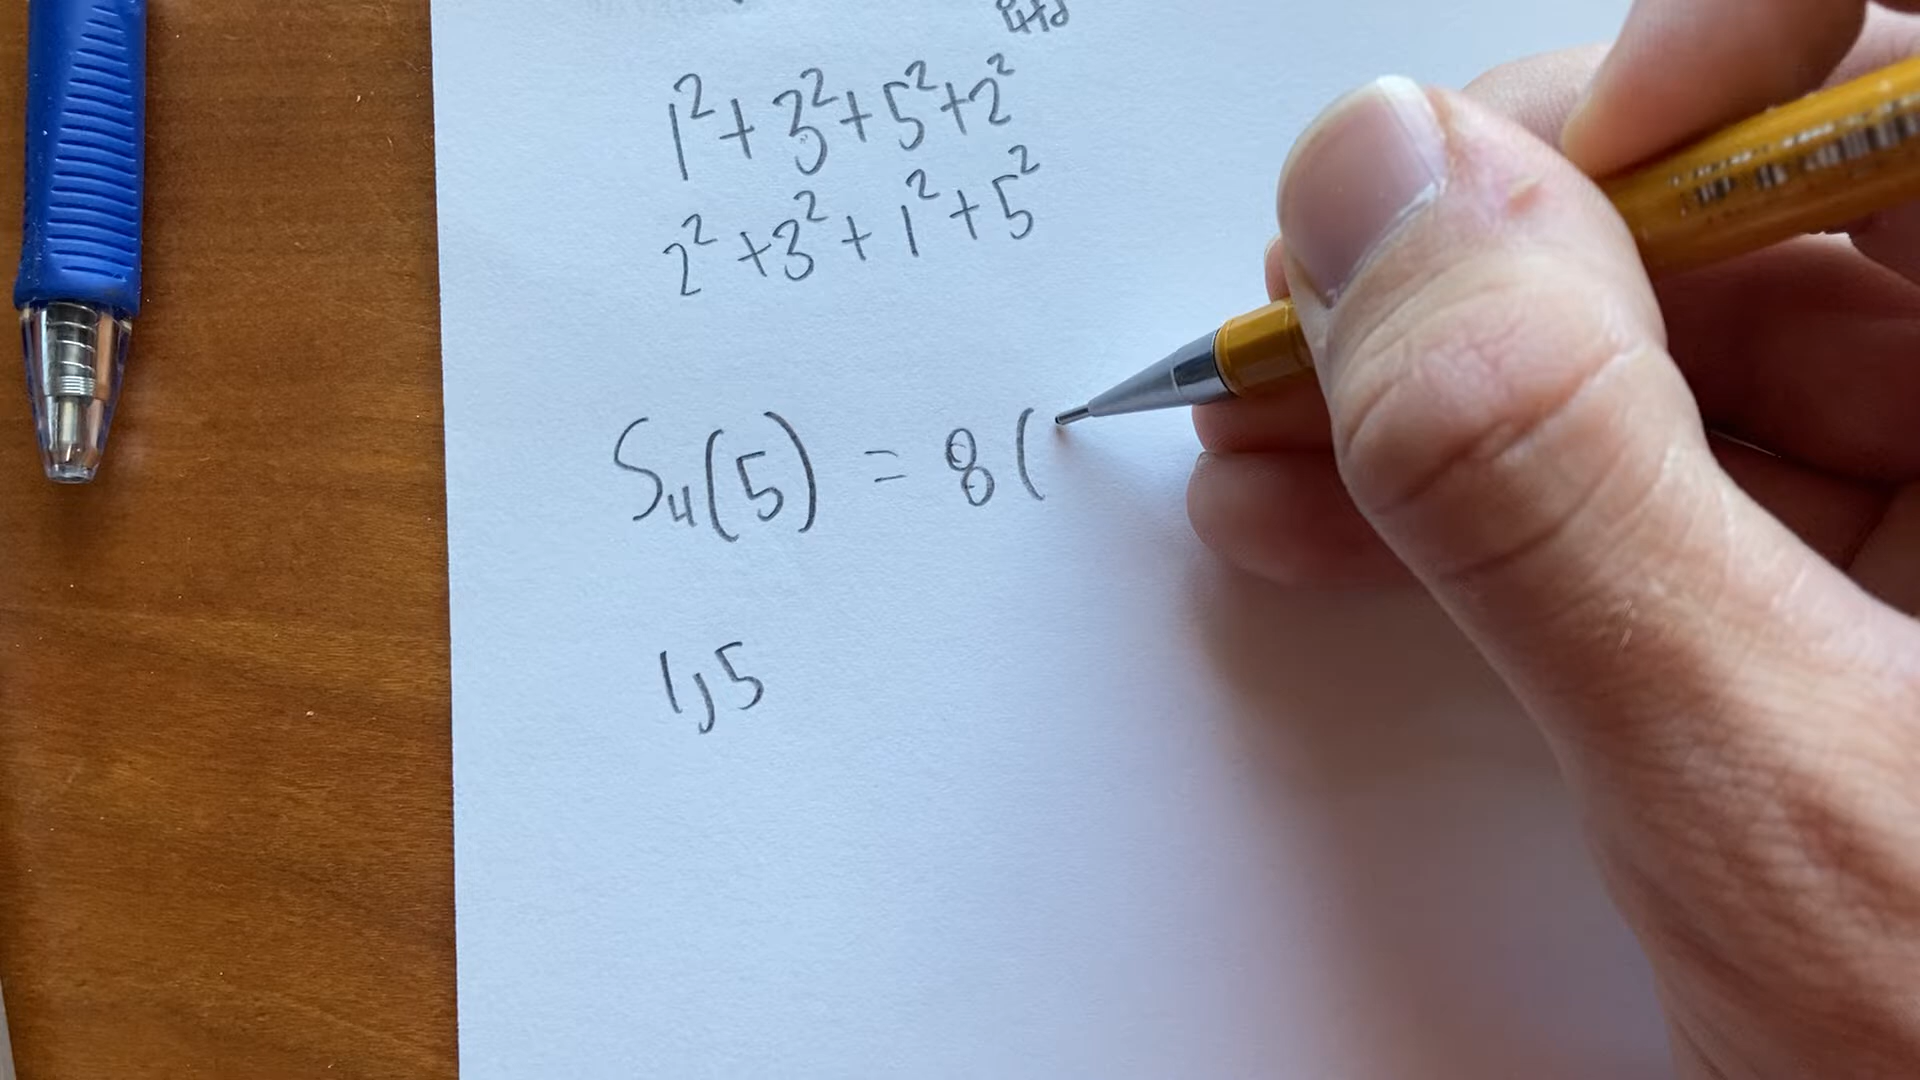 1² + 3² + 5² + 2²
2² + 3² + 1² + 5²
S₄(5) = 8(
1, 5